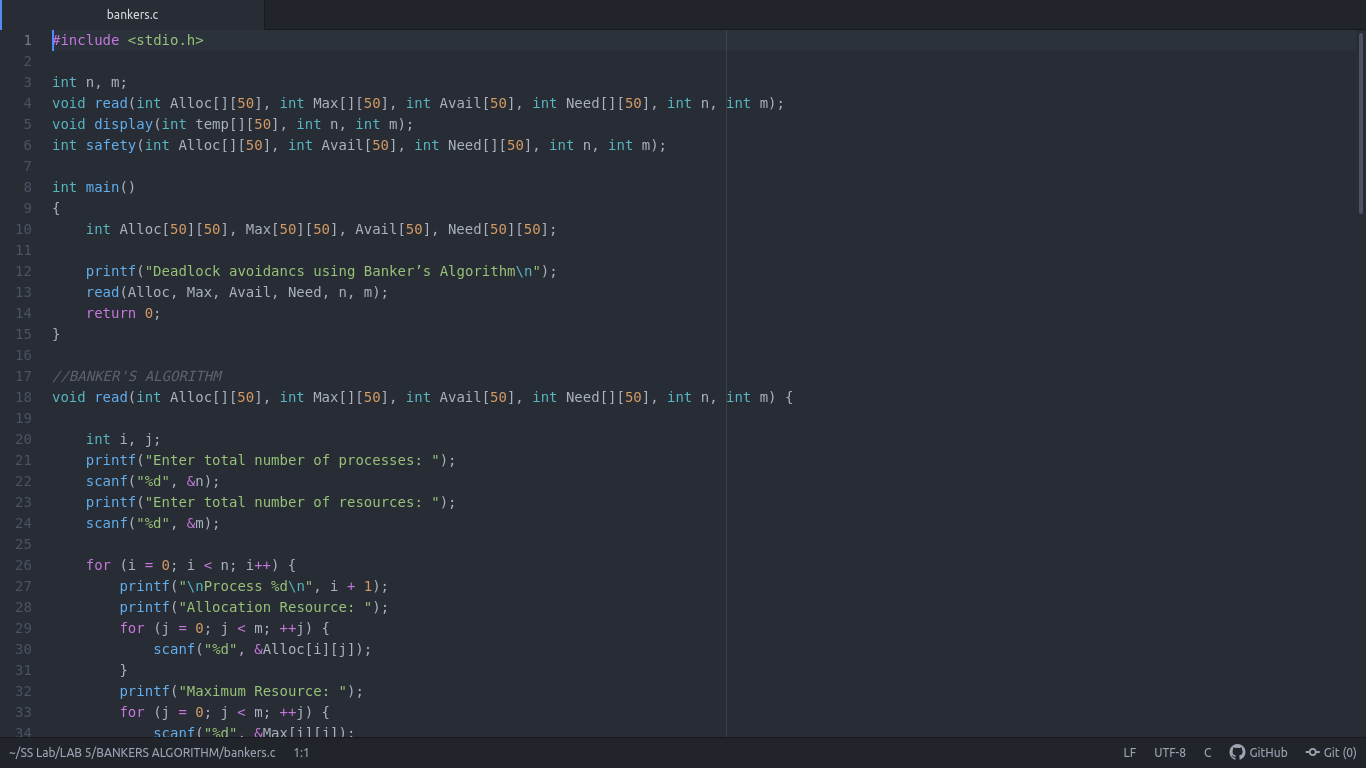 bankers.c
1 #include <stdio.h>
2
3 int n, m;
4 void read(int Alloc[][50], int Max[][50], int Avail[50], int Need[][50], int n, int m);
5 void display(int temp[][50], int n, int m);
6 int safety(int Alloc[][50], int Avail[50], int Need[][50], int n, int m);
7
8 int main()
9 {
10     int Alloc[50][50], Max[50][50], Avail[50], Need[50][50];
11
12     printf("Deadlock avoidancs using Banker’s Algorithm\n");
13     read(Alloc, Max, Avail, Need, n, m);
14     return 0;
15 }
16
17 //BANKER'S ALGORITHM
18 void read(int Alloc[][50], int Max[][50], int Avail[50], int Need[][50], int n, int m) {
19
20     int i, j;
21     printf("Enter total number of processes: ");
22     scanf("%d", &n);
23     printf("Enter total number of resources: ");
24     scanf("%d", &m);
25
26     for (i = 0; i < n; i++) {
27         printf("\nProcess %d\n", i + 1);
28         printf("Allocation Resource: ");
29         for (j = 0; j < m; ++j) {
30             scanf("%d", &Alloc[i][j]);
31         }
32         printf("Maximum Resource: ");
33         for (j = 0; j < m; ++j) {
34             scanf("%d", &Max[i][j]);
~/SS Lab/LAB 5/BANKERS ALGORITHM/bankers.c 1:1 LF UTF-8 C GitHub Git (0)